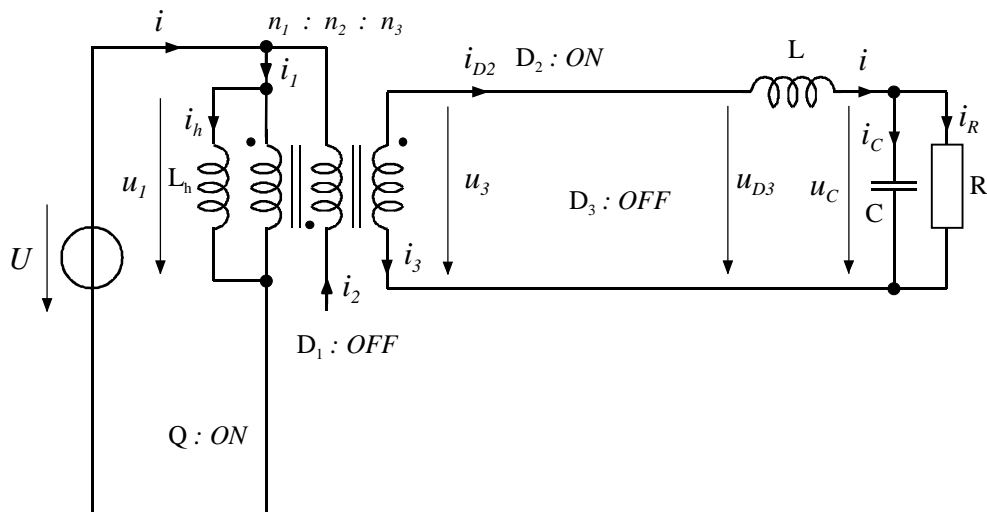 i
n1 : n2 : n3
i1
iD2
D2 : ON
L
i
ih
Lh
u1
U
i2
i3
u3
D3 : OFF
uD3
uC
iC
C
iR
R
D1 : OFF
Q : ON